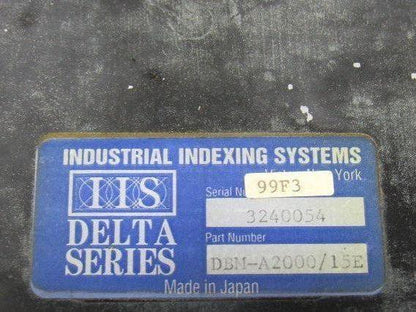 INDUSTRIAL INDEXING SYSTEMS
York.
IIS
DELTA
SERIES
Serial
99F3
3240054
Part Number
DBM-A2000/15E
Made in Japan